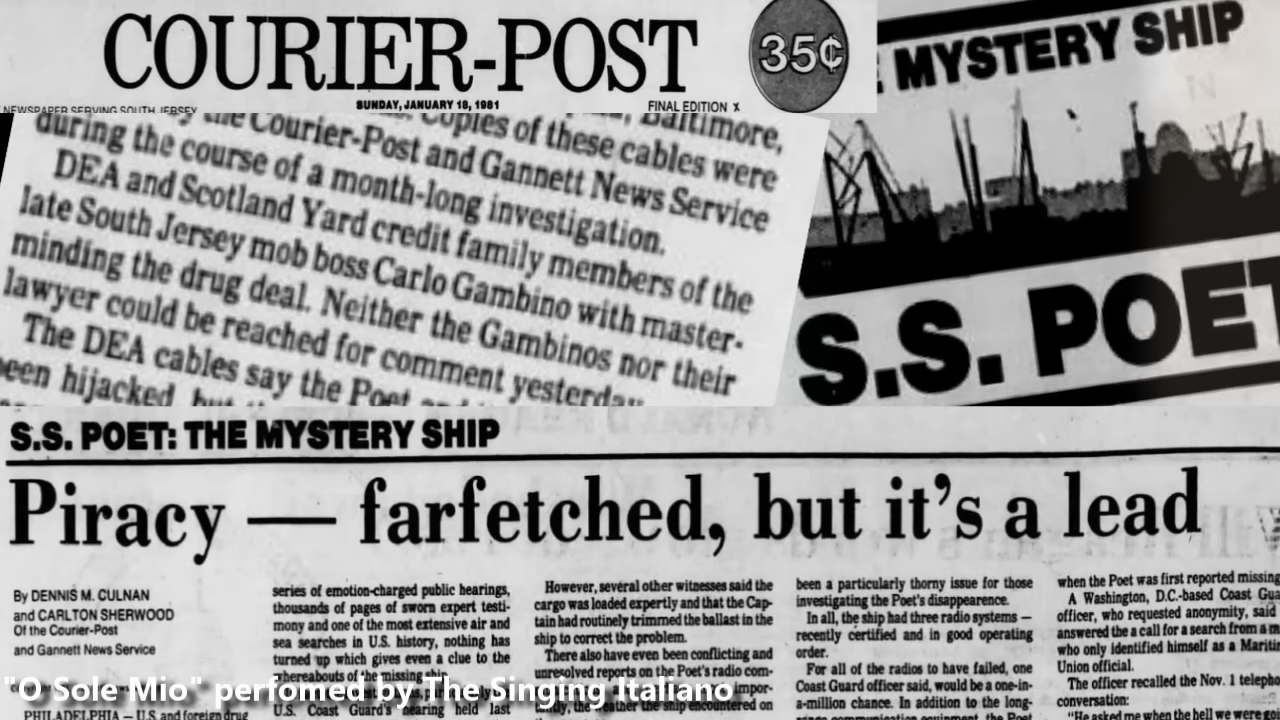 COURIER-POST
35¢
NEWSPAPER SERVING SOUTH JERSEY
SUNDAY, JANUARY 18, 1981
FINAL EDITION X
Baltimore,
the Courier-Post and Gannett News Service
Copies of these cables were
during the course of a month-long investigation.
DEA and Scotland Yard credit family members of the
late South Jersey mob boss Carlo Gambino with master-
minding the drug deal. Neither the Gambinos nor their
lawyer could be reached for comment yesterday.
The DEA cables say the Poet
been hijacked, but
MYSTERY SHIP
S.S. POET
S.S. POET: THE MYSTERY SHIP
Piracy — farfetched, but it's a lead
By DENNIS M. CULNAN
and CARLTON SHERWOOD
Of the Courier-Post
and Gannett News Service
PHILADELPHIA — U.S. and foreign drug
series of emotion-charged public hearings,
thousands of pages of sworn expert testi-
mony and one of the most extensive air and
sea searches in U.S. history, nothing has
turned up which gives even a clue to the
whereabouts of the missing
U.S. Coast Guard's hearing held last
However, several other witnesses said the
cargo was loaded expertly and that the Cap-
tain had routinely trimmed the ballast in the
ship to correct the problem.
There also have even been conflicting and
unresolved reports on the Poet's radio com-
the weather the ship encountered on
been a particularly thorny issue for those
investigating the Poet's disappearance.
In all, the ship had three radio systems —
recently certified and in good operating
order.
For all of the radios to have failed, one
Coast Guard officer said, would be a one-in-
a-million chance. In addition to the long-
range communication equipment, the Poet
when the Poet was first reported missing
A Washington, D.C.-based Coast Gua
officer, who requested anonymity, said
answered the a call for a search from a m
who only identified himself as a Maritim
Union official.
The officer recalled the Nov. 1 telepho
conversation:
"He asked me when the hell we were go
"O Sole Mio" perfomed by The Singing Italiano